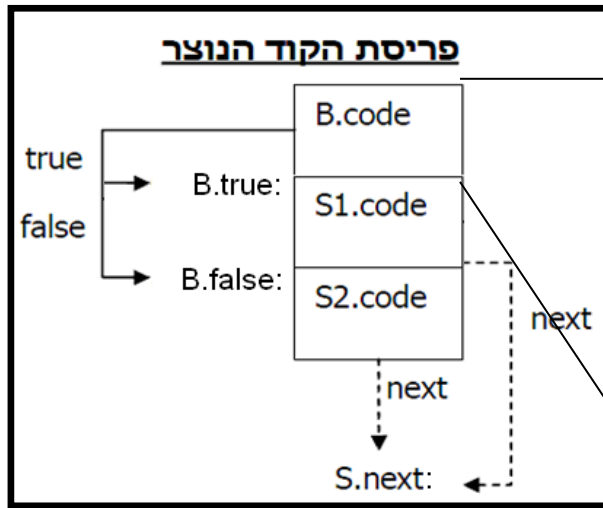 פריסת הקוד הנוצר
B.code
true
B.true:
S1.code
false
B.false:
S2.code
next
next
S.next: